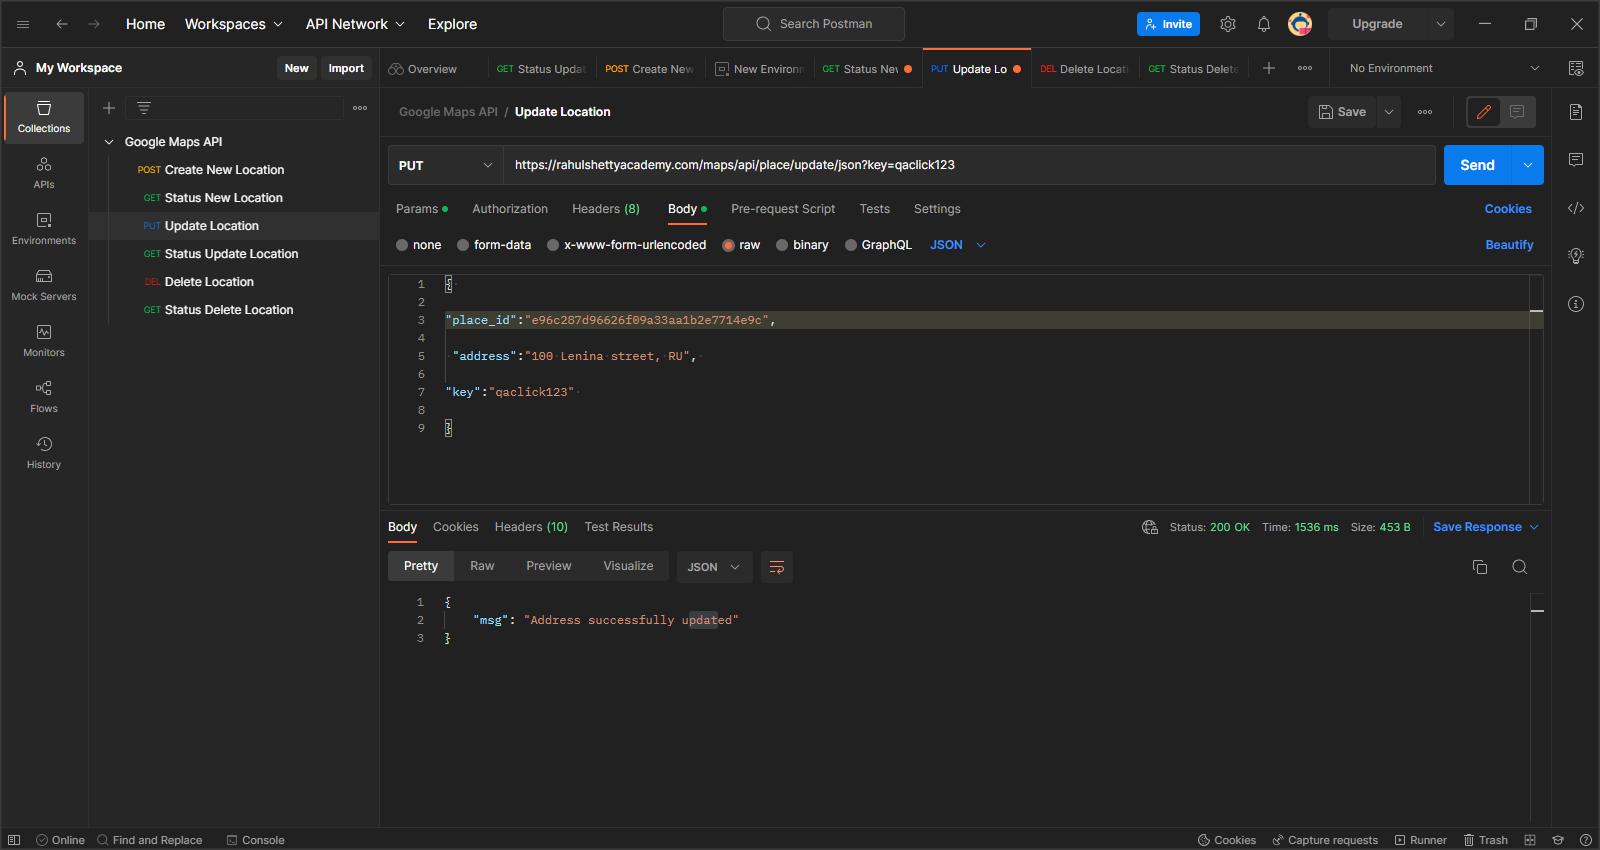 Home Workspaces API Network Explore Search Postman Invite Upgrade
My Workspace New Import
Overview GET Status Updat POST Create New PUT Update Lo DEL Delete Locati GET Status Delete No Environment
New Environm GET Status Nev
Google Maps API / Update Location Save
Collections
APIs
Environments
Mock Servers
Monitors
Flows
History
Google Maps API
POST Create New Location
GET Status New Location
PUT Update Location
GET Status Update Location
DEL Delete Location
GET Status Delete Location
PUT https://rahulshettyacademy.com/maps/api/place/update/json?key=qaclick123 Send
Params Authorization Headers (8) Body Pre-request Script Tests Settings Cookies
none form-data x-www-form-urlencoded raw binary GraphQL JSON Beautify
1 {
2
3 "place_id":"e96c287d96626f09a33aa1b2e7714e9c",
4
5 "address":"100 Lenina street, RU",
6
7 "key":"qaclick123"
8
9 }
Body Cookies Headers (10) Test Results Status: 200 OK Time: 1536 ms Size: 453 B Save Response
Pretty Raw Preview Visualize JSON
1 {
2 "msg": "Address successfully updated"
3 }
Online Find and Replace Console Cookies Capture requests Runner Trash